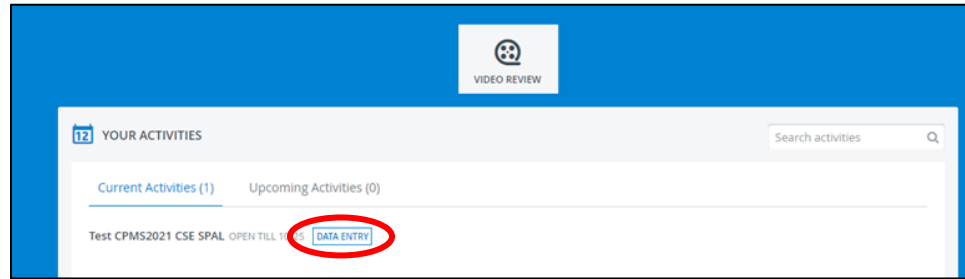 VIDEO REVIEW
12 YOUR ACTIVITIES
Search activities
Current Activities (1) Upcoming Activities (0)
Test CPMS2021 CSE SPAL OPEN TILL DATA ENTRY